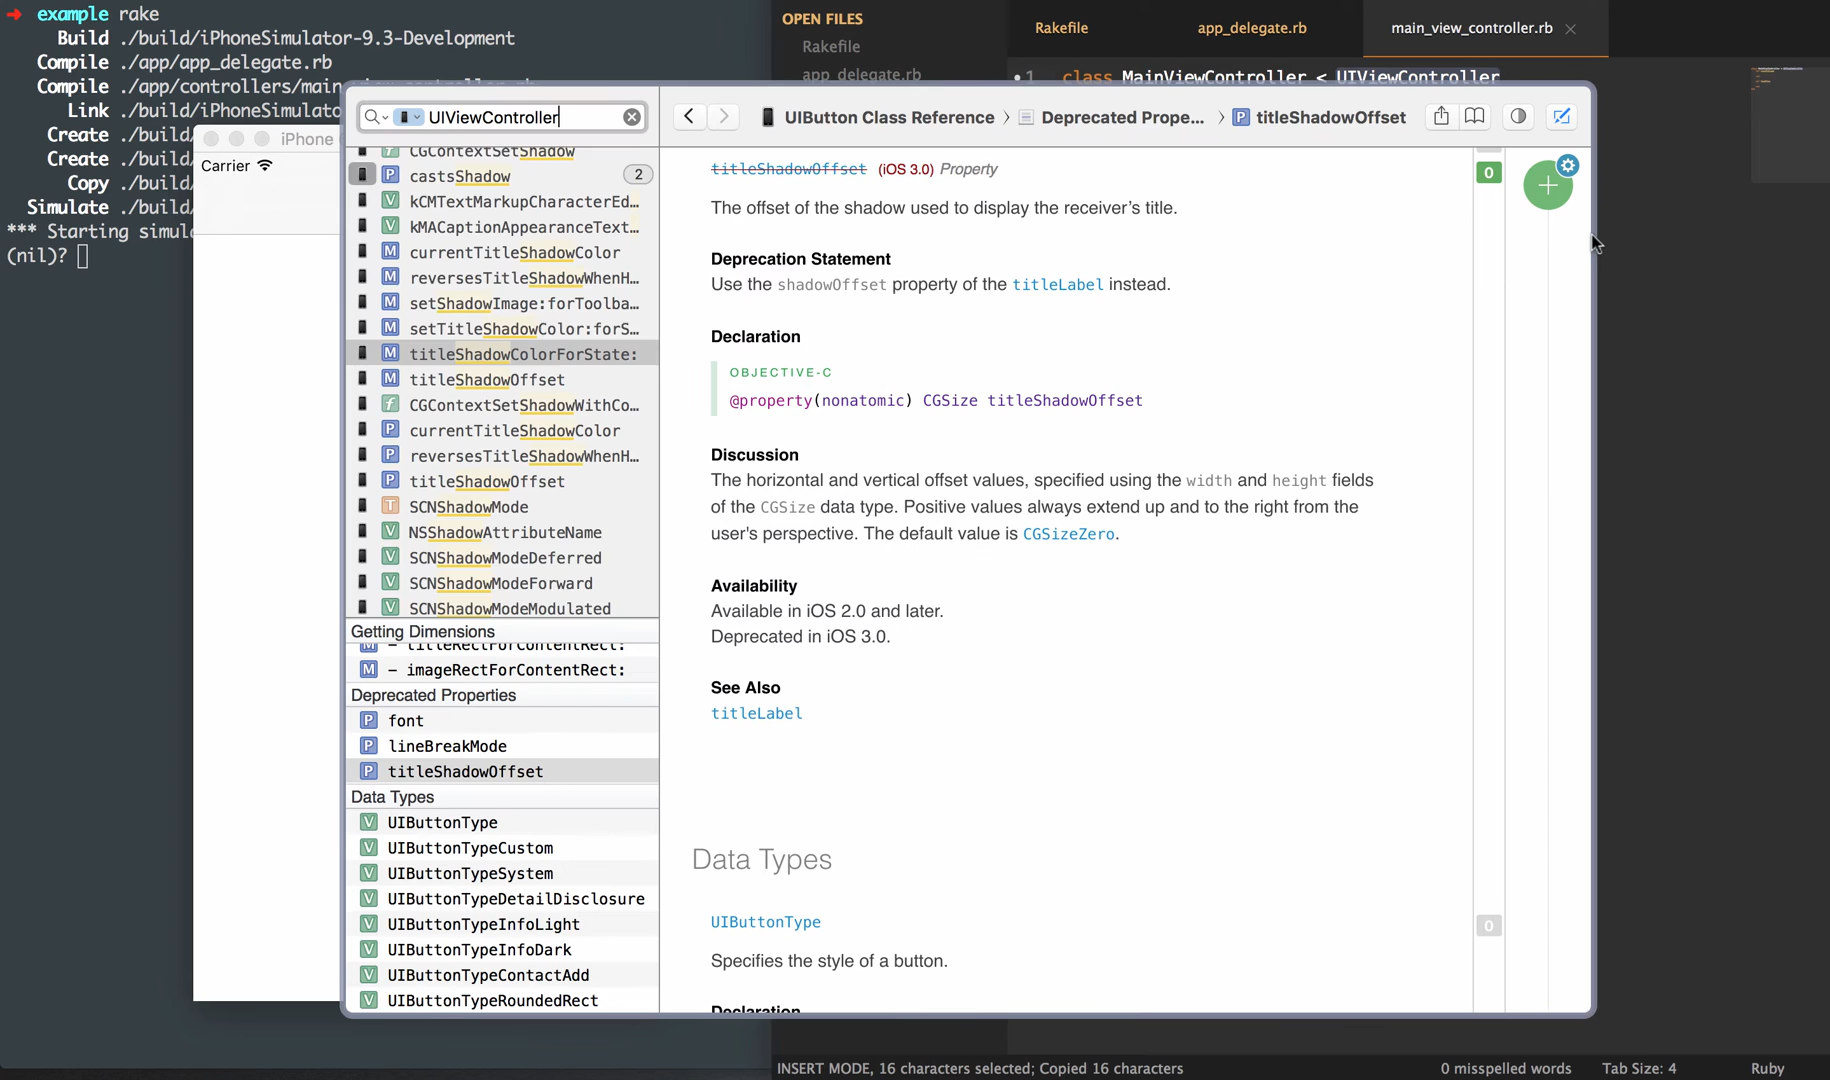 ➜ example rake
Build ./build/iPhoneSimulator-9.3-Development
Compile ./app/app_delegate.rb
Compile ./app/controllers/main_view_controller.rb
Link ./build/iPhoneSimulato
Create ./build/
Create ./build/
Copy ./build/
Simulate ./build/
*** Starting simul
(nil)?
iPhone
Carrier
OPEN FILES
Rakefile
app_delegate.rb
Rakefile
app_delegate.rb
main_view_controller.rb
1 class MainViewController < UIViewController
UIViewController
UIButton Class Reference
Deprecated Prope...
titleShadowOffset
CGContextSetShadow
P castsShadow 2
V kCMTextMarkupCharacterEd...
V kMACaptionAppearanceText...
M currentTitleShadowColor
M reversesTitleShadowWhenH...
M setShadowImage:forToolba...
M setTitleShadowColor:forS...
M titleShadowColorForState:
M titleShadowOffset
f CGContextSetShadowWithCo...
P currentTitleShadowColor
P reversesTitleShadowWhenH...
P titleShadowOffset
T SCNShadowMode
V NSShadowAttributeName
V SCNShadowModeDeferred
V SCNShadowModeForward
V SCNShadowModeModulated
Getting Dimensions
M – titleRectForContentRect:
M – imageRectForContentRect:
Deprecated Properties
P font
P lineBreakMode
P titleShadowOffset
Data Types
V UIButtonType
V UIButtonTypeCustom
V UIButtonTypeSystem
V UIButtonTypeDetailDisclosure
V UIButtonTypeInfoLight
V UIButtonTypeInfoDark
V UIButtonTypeContactAdd
V UIButtonTypeRoundedRect
titleShadowOffset (iOS 3.0) Property 0
The offset of the shadow used to display the receiver’s title.
Deprecation Statement
Use the shadowOffset property of the titleLabel instead.
Declaration
OBJECTIVE-C
@property(nonatomic) CGSize titleShadowOffset
Discussion
The horizontal and vertical offset values, specified using the width and height fields
of the CGSize data type. Positive values always extend up and to the right from the
user's perspective. The default value is CGSizeZero.
Availability
Available in iOS 2.0 and later.
Deprecated in iOS 3.0.
See Also
titleLabel
Data Types
UIButtonType 0
Specifies the style of a button.
Declaration
INSERT MODE, 16 characters selected; Copied 16 characters
0 misspelled words
Tab Size: 4
Ruby